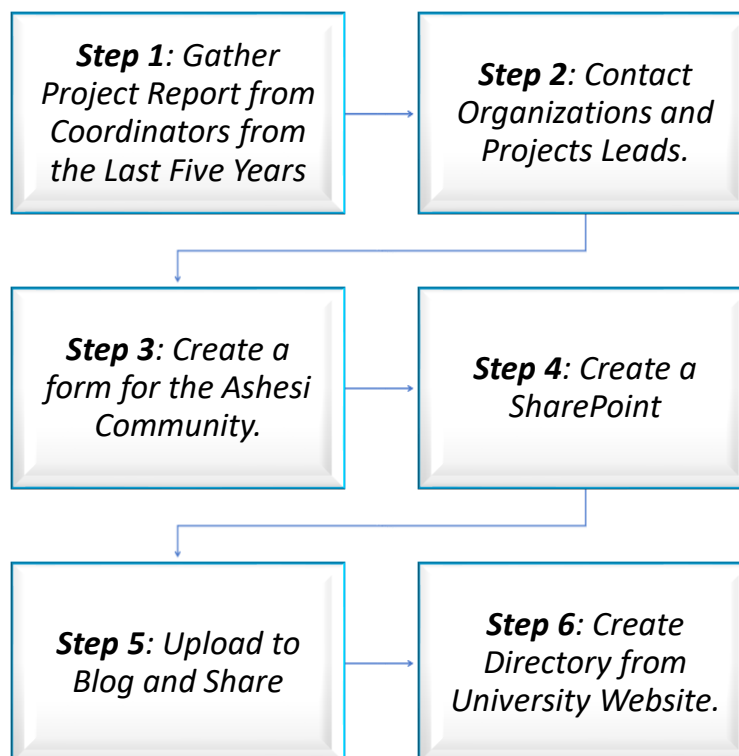 Step 1: Gather
Project Report from
Coordinators from
the Last Five Years
Step 2: Contact
Organizations and
Projects Leads.
Step 3: Create a
form for the Ashesi
Community.
Step 4: Create a
SharePoint
Step 5: Upload to
Blog and Share
Step 6: Create
Directory from
University Website.